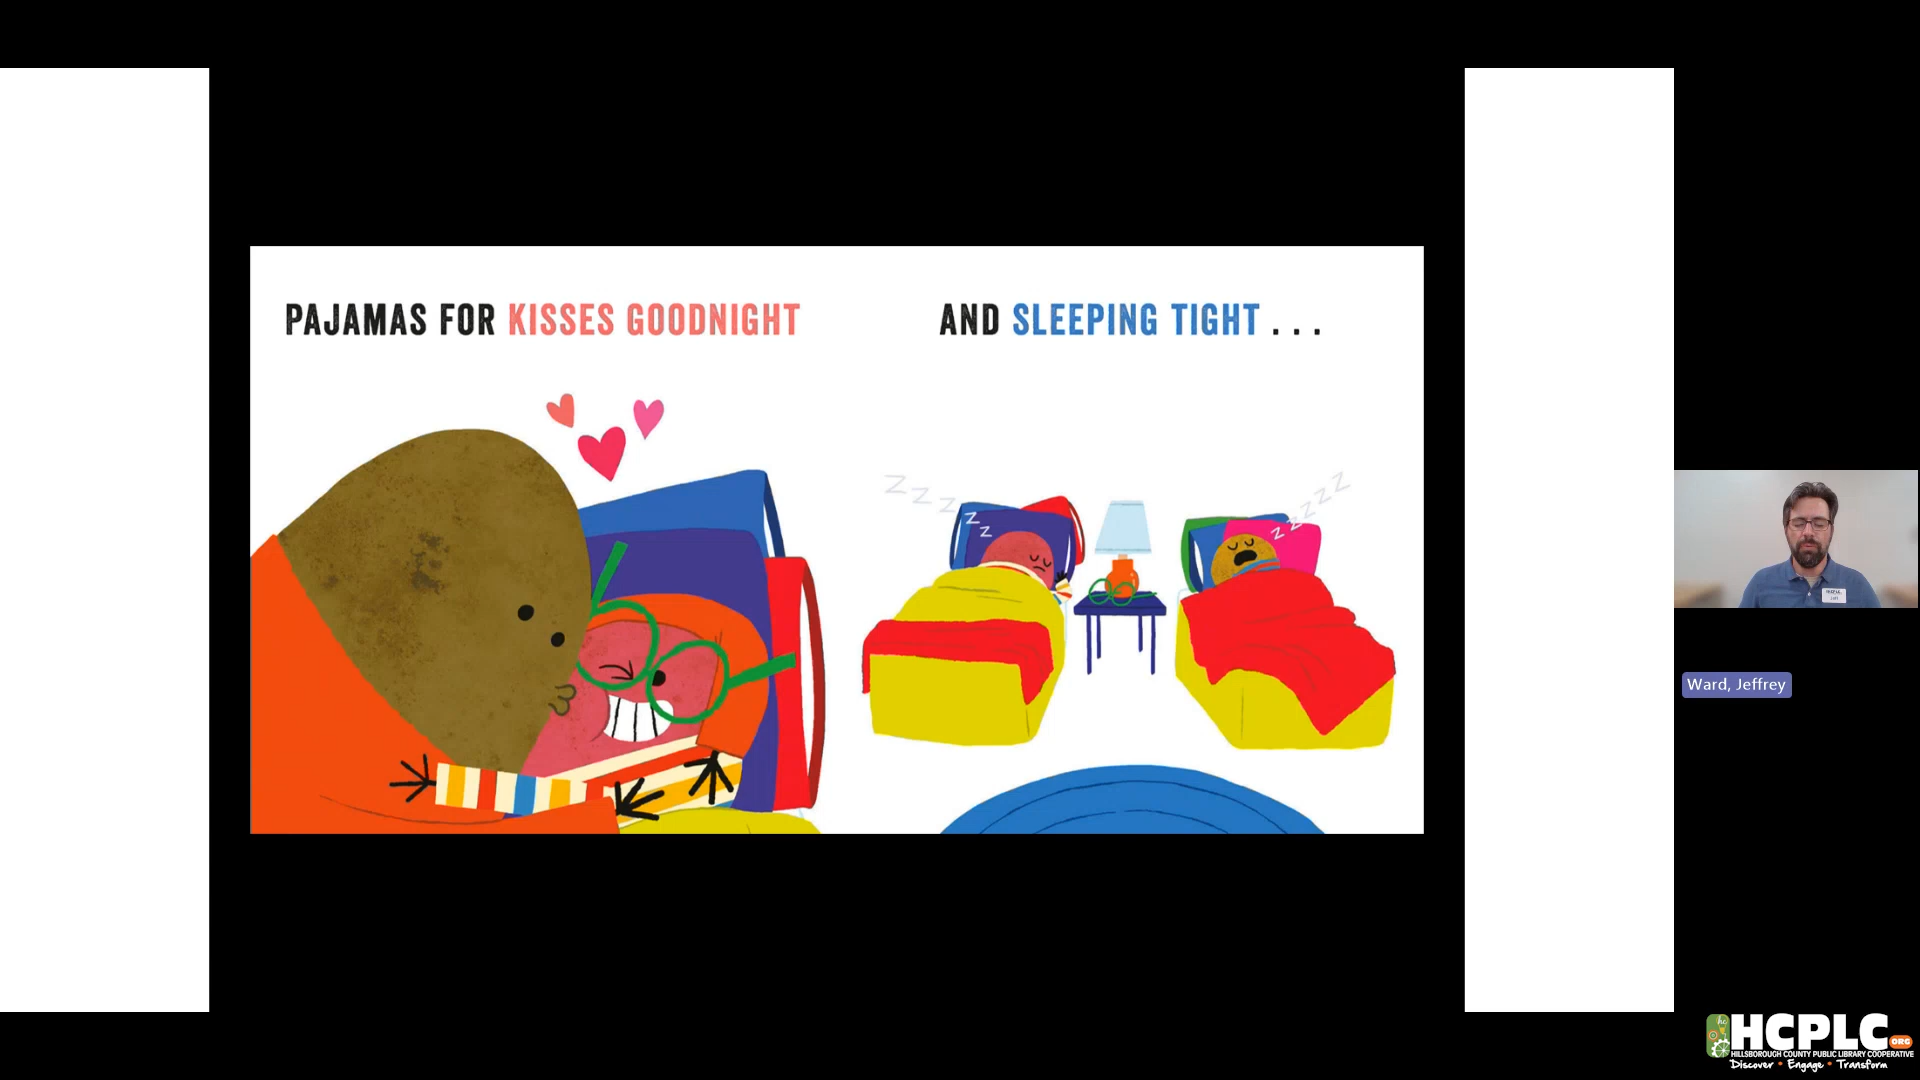 PAJAMAS FOR KISSES GOODNIGHT
AND SLEEPING TIGHT . . .
Z Z Z Z Z
Z Z Z Z Z
Ward, Jeffrey
hc
HCPLC.ORG
HILLSBOROUGH COUNTY PUBLIC LIBRARY COOPERATIVE
Discover • Engage • Transform